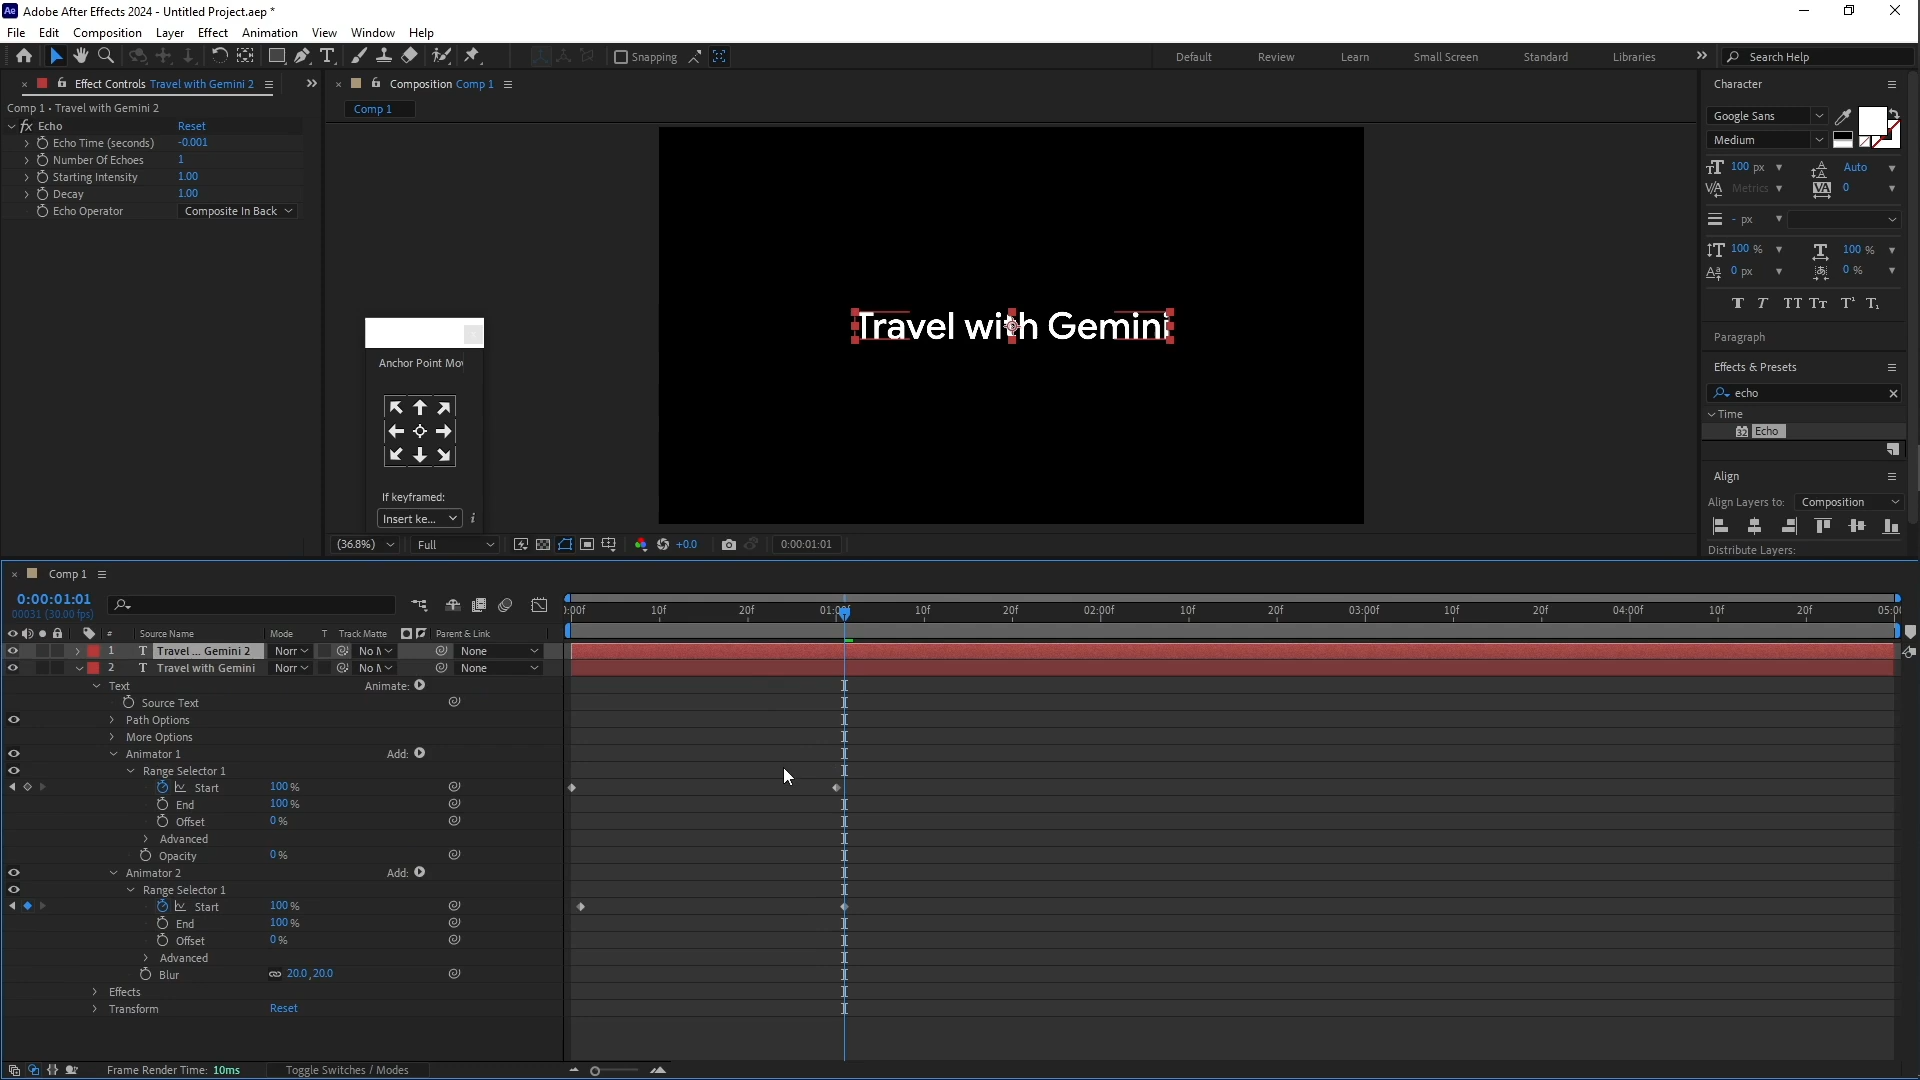 Ae Adobe After Effects 2024 - Untitled Project.aep *
File Edit Composition Layer Effect Animation View Window Help
Snapping Default Review Learn Small Screen Standard Libraries Search Help
Effect Controls Travel with Gemini 2
Comp 1 • Travel with Gemini 2
fx Echo Reset
Echo Time (seconds) -0.001
Number Of Echoes 1
Starting Intensity 1.00
Decay 1.00
Echo Operator Composite In Back
Composition Comp 1
Comp 1
Travel with Gemini
Anchor Point Mo
If keyframed:
Insert ke...
(36.8%) Full +0.0 0:00:01:01
Character
Google Sans
Medium
100 px Auto
Metrics 0
- px
100 % 100 %
0 px 0 %
Paragraph
Effects & Presets
echo
Time
32 Echo
Align
Align Layers to: Composition
Distribute Layers:
Comp 1
0:00:01:01
00031 (30.00 fps)
# Source Name Mode T Track Matte Parent & Link
):00f 10f 20f 01:00f 10f 20f 02:00f 10f 20f 03:00f 10f 20f 04:00f 10f 20f 05:0
1 T Travel ... Gemini 2 Norr No None
2 T Travel with Gemini Norr No None
Text Animate:
Source Text
Path Options
More Options
Animator 1 Add:
Range Selector 1
Start 100 %
End 100 %
Offset 0 %
Advanced
Opacity 0 %
Animator 2 Add:
Range Selector 1
Start 100 %
End 100 %
Offset 0 %
Advanced
Blur 20.0 ,20.0
Effects
Transform Reset
Frame Render Time: 10ms Toggle Switches / Modes